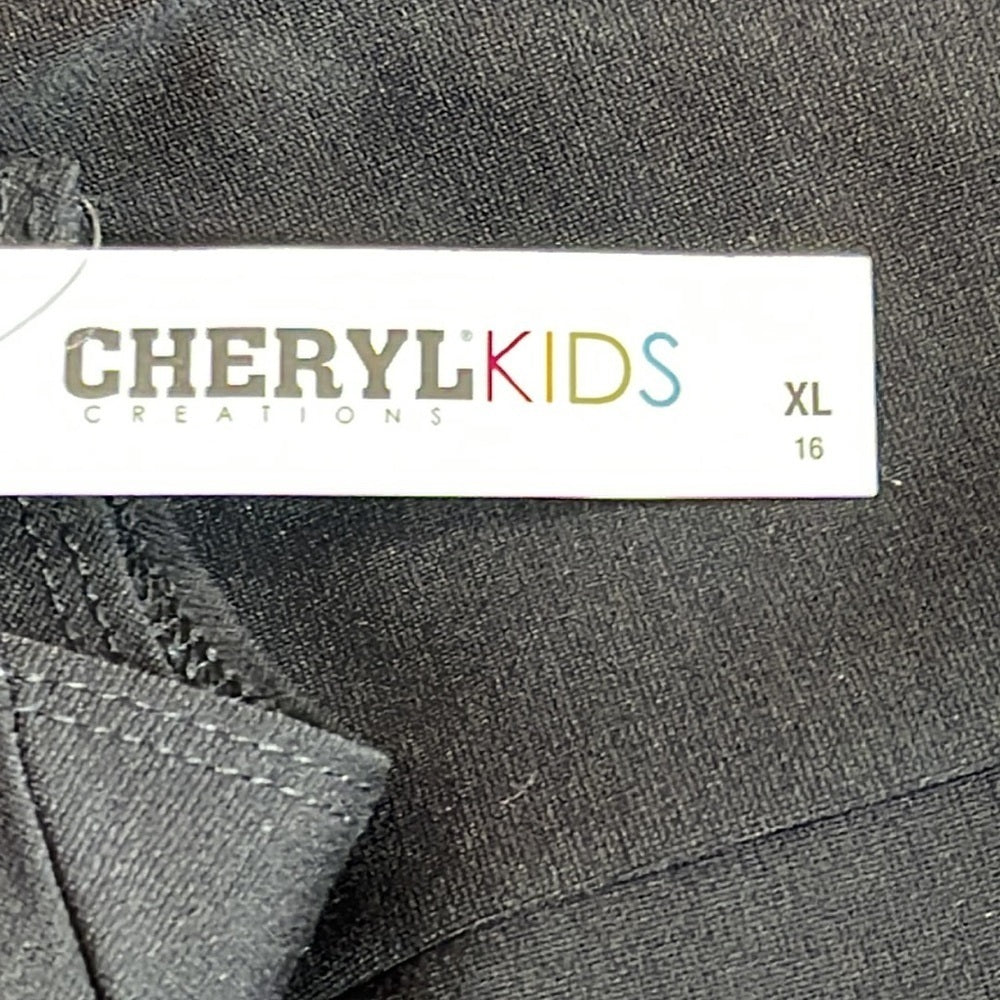 CHERYL® KIDS
CREATIONS
XL
16